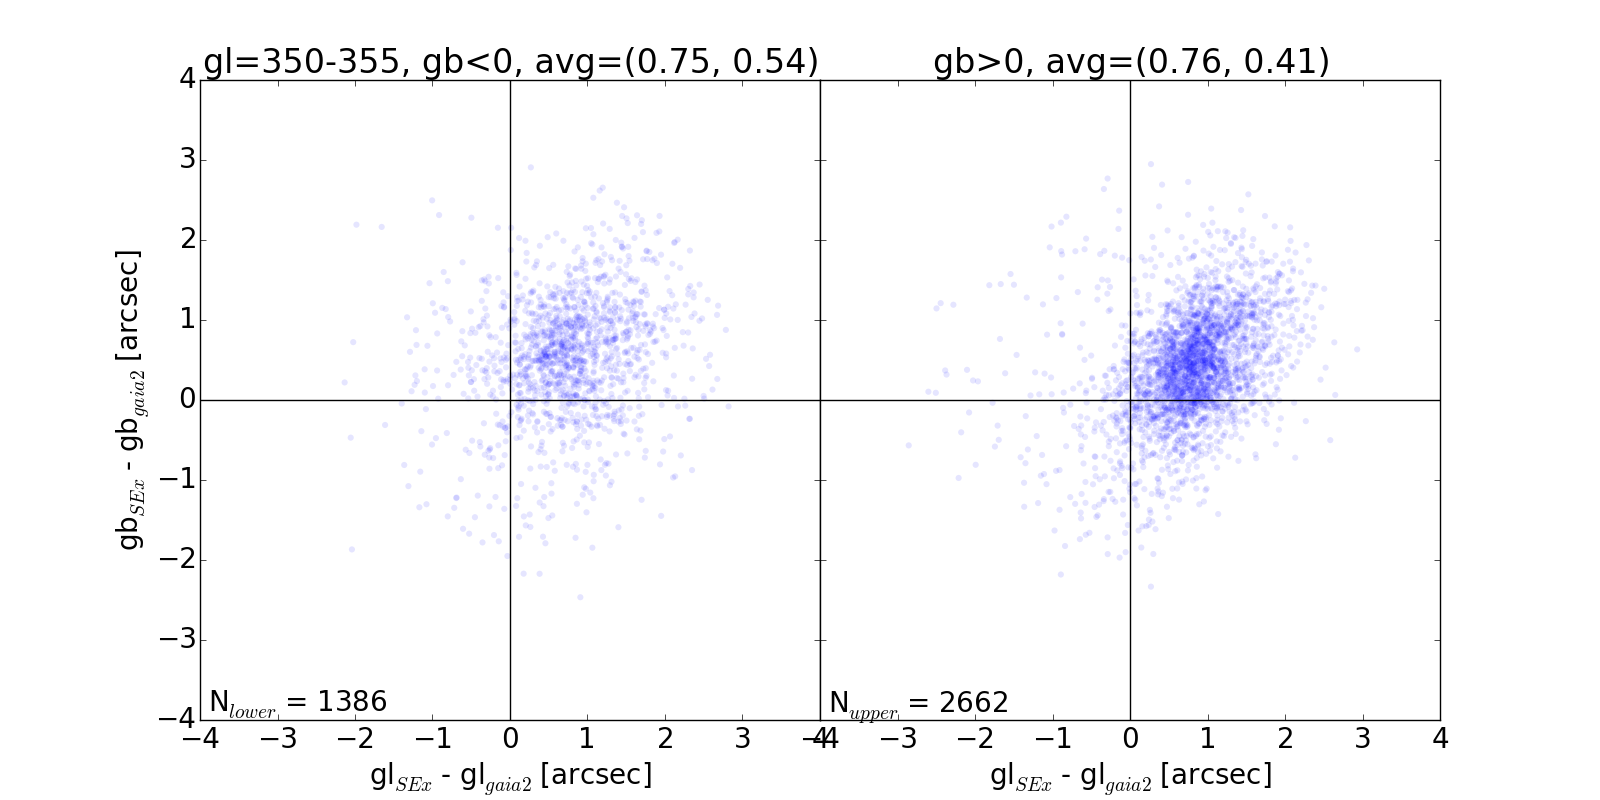 gl=350-355, gb<0, avg=(0.75, 0.54)
gb>0, avg=(0.76, 0.41)
4
3
2
1
0
−1
−2
−3
−4
gb_SEx - gb_gaia2 [arcsec]
N_lower = 1386
N_upper = 2662
−4 −3 −2 −1 0 1 2 3 4
−4 −3 −2 −1 0 1 2 3 4
gl_SEx - gl_gaia2 [arcsec]
gl_SEx - gl_gaia2 [arcsec]